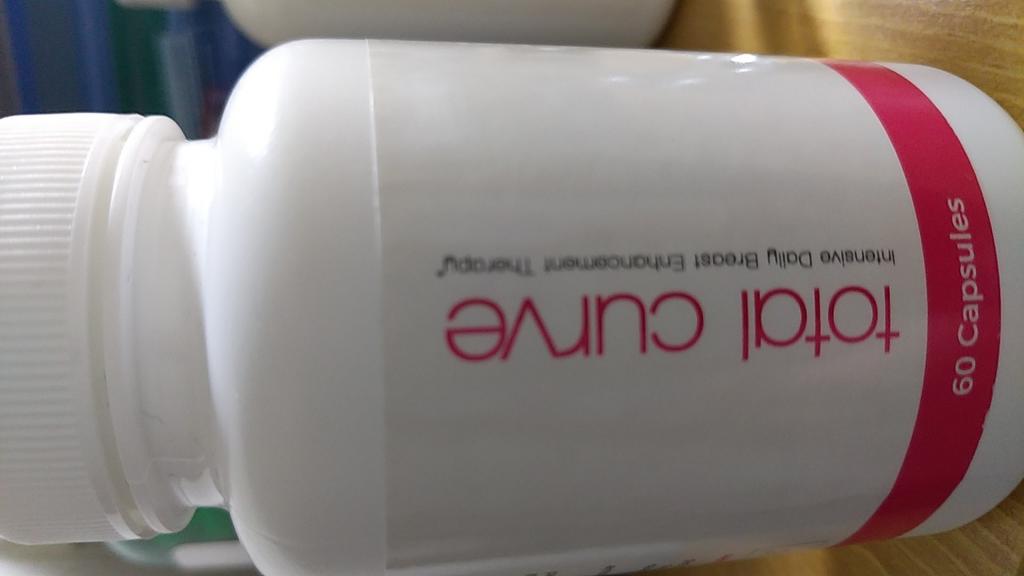 total curve
Intensive Daily Breast Enhancement Therapy*
60 Capsules